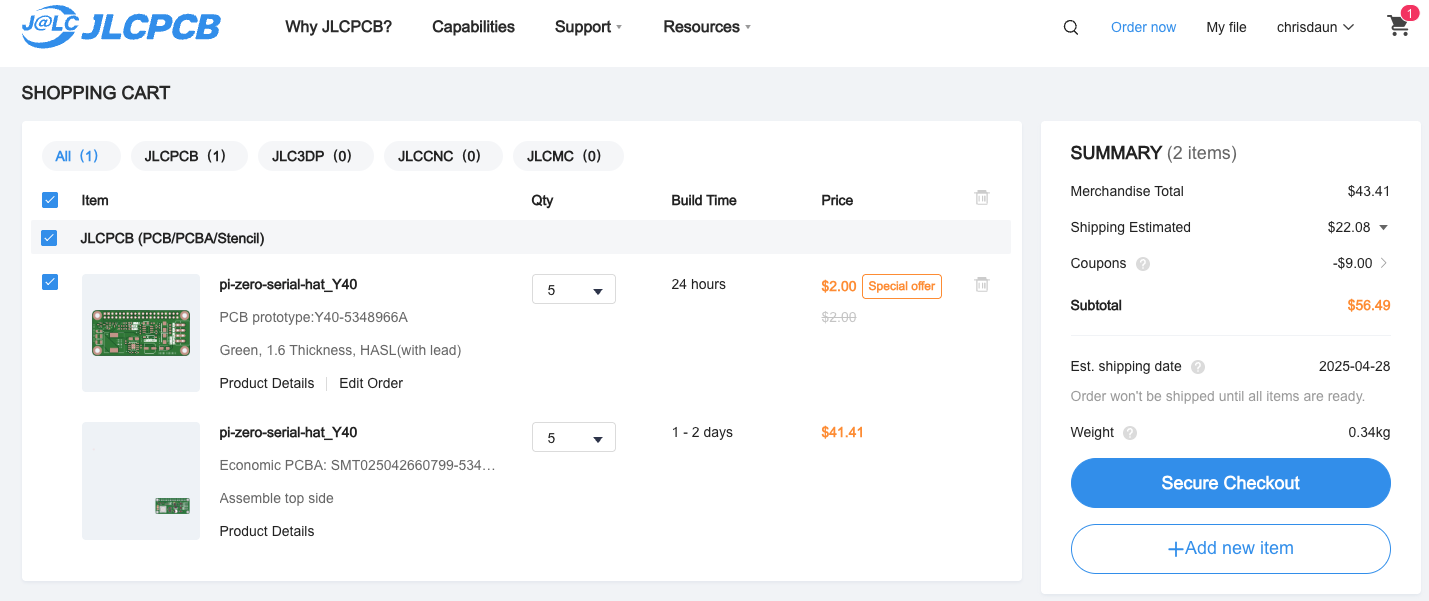 J@LC JLCPCB Why JLCPCB? Capabilities Support Resources Order now My file chrisdaun 1
SHOPPING CART
All (1) JLCPCB (1) JLC3DP (0) JLCCNC (0) JLCMC (0)
Item Qty Build Time Price
JLCPCB (PCB/PCBA/Stencil)
pi-zero-serial-hat_Y40 5 24 hours $2.00 Special offer
PCB prototype:Y40-5348966A $2.00
Green, 1.6 Thickness, HASL(with lead)
Product Details Edit Order
pi-zero-serial-hat_Y40 5 1 - 2 days $41.41
Economic PCBA: SMT025042660799-534…
Assemble top side
Product Details
SUMMARY (2 items)
Merchandise Total $43.41
Shipping Estimated $22.08
Coupons ? -$9.00
Subtotal $56.49
Est. shipping date ? 2025-04-28
Order won't be shipped until all items are ready.
Weight ? 0.34kg
Secure Checkout
+Add new item